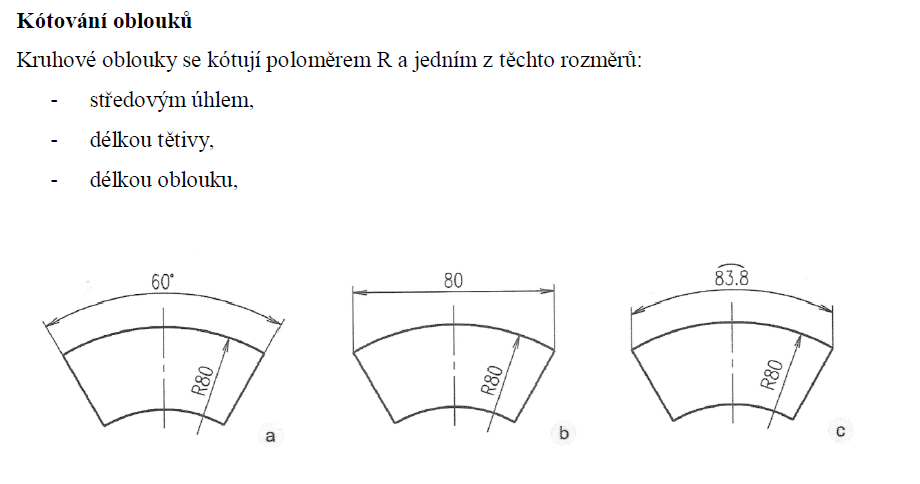 Kótování oblouků
Kruhové oblouky se kótují poloměrem R a jedním z těchto rozměrů:
- středovým úhlem,
- délkou tětivy,
- délkou oblouku,
60°
R80
a
80
R80
b
83.8
R80
c